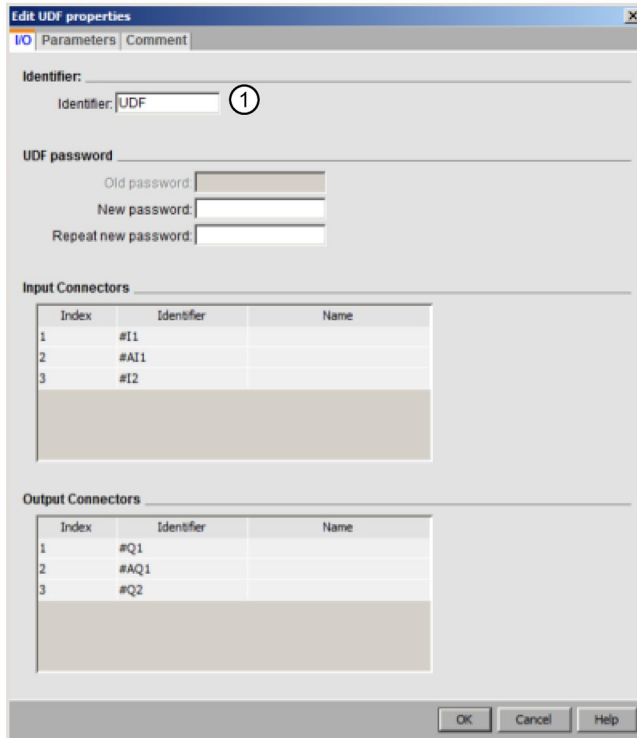 Edit UDF properties
I/O Parameters Comment
Identifier:
Identifier: UDF ①
UDF password
Old password:
New password:
Repeat new password:
Input Connectors
Index Identifier Name
1 #I1
2 #AI1
3 #I2
Output Connectors
Index Identifier Name
1 #Q1
2 #AQ1
3 #Q2
OK Cancel Help